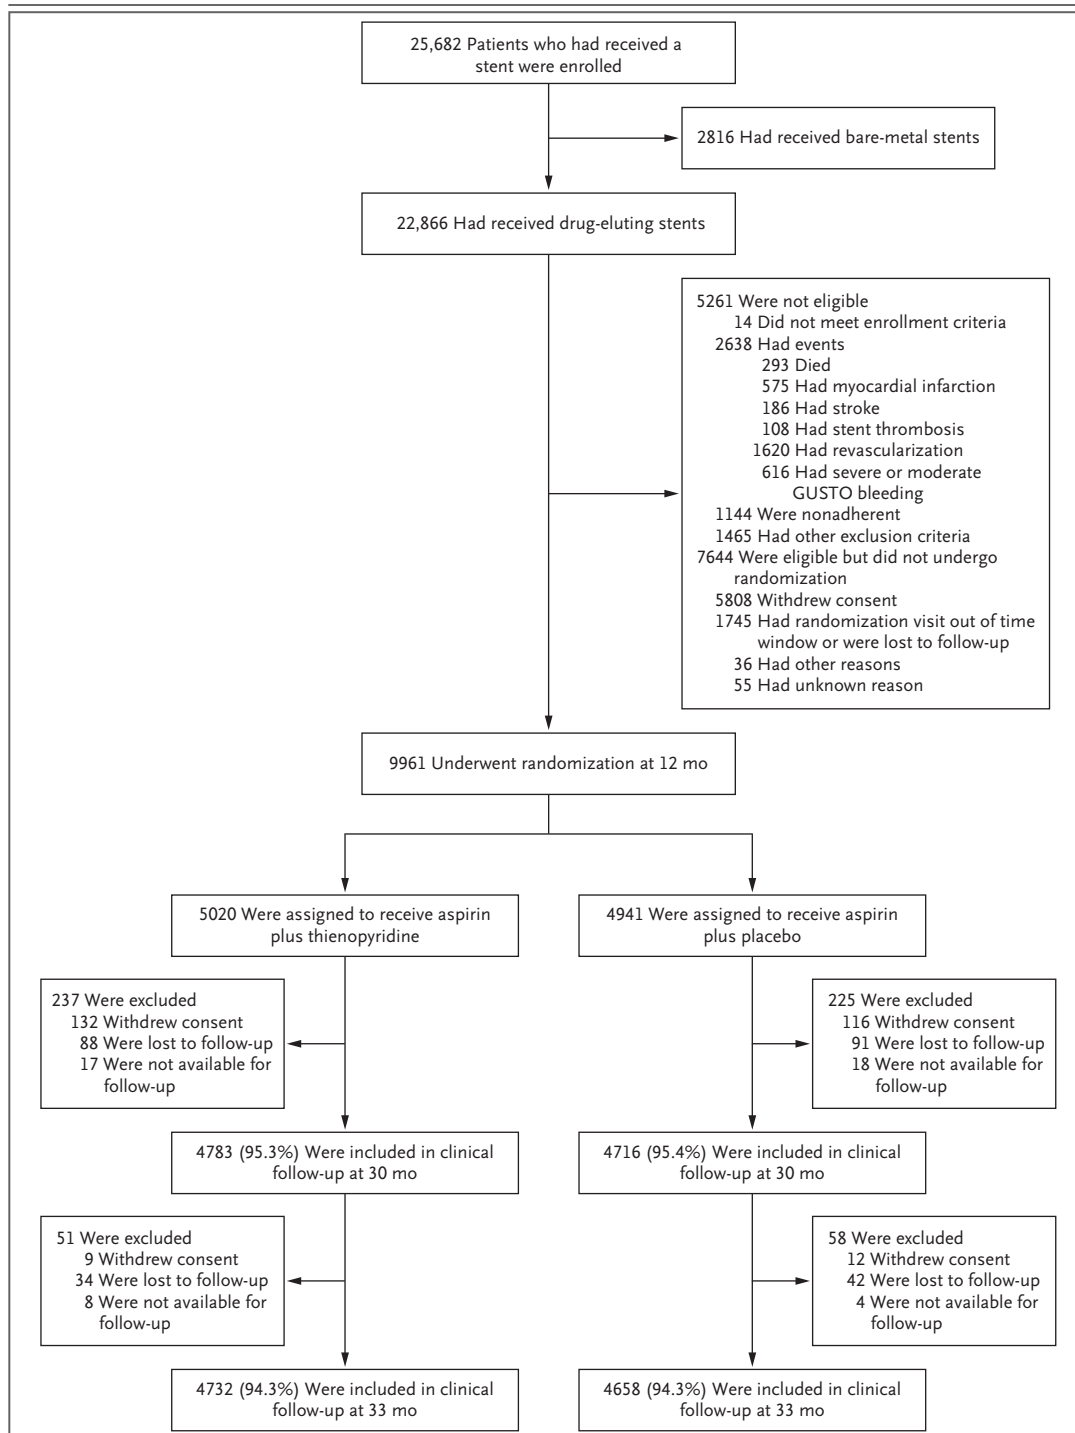 25,682 Patients who had received a
stent were enrolled
2816 Had received bare-metal stents
22,866 Had received drug-eluting stents
5261 Were not eligible
14 Did not meet enrollment criteria
2638 Had events
293 Died
575 Had myocardial infarction
186 Had stroke
108 Had stent thrombosis
1620 Had revascularization
616 Had severe or moderate
GUSTO bleeding
1144 Were nonadherent
1465 Had other exclusion criteria
7644 Were eligible but did not undergo
randomization
5808 Withdrew consent
1745 Had randomization visit out of time
window or were lost to follow-up
36 Had other reasons
55 Had unknown reason
9961 Underwent randomization at 12 mo
5020 Were assigned to receive aspirin
plus thienopyridine
4941 Were assigned to receive aspirin
plus placebo
237 Were excluded
132 Withdrew consent
88 Were lost to follow-up
17 Were not available for
follow-up
225 Were excluded
116 Withdrew consent
91 Were lost to follow-up
18 Were not available for
follow-up
4783 (95.3%) Were included in clinical
follow-up at 30 mo
4716 (95.4%) Were included in clinical
follow-up at 30 mo
51 Were excluded
9 Withdrew consent
34 Were lost to follow-up
8 Were not available for
follow-up
58 Were excluded
12 Withdrew consent
42 Were lost to follow-up
4 Were not available for
follow-up
4732 (94.3%) Were included in clinical
follow-up at 33 mo
4658 (94.3%) Were included in clinical
follow-up at 33 mo